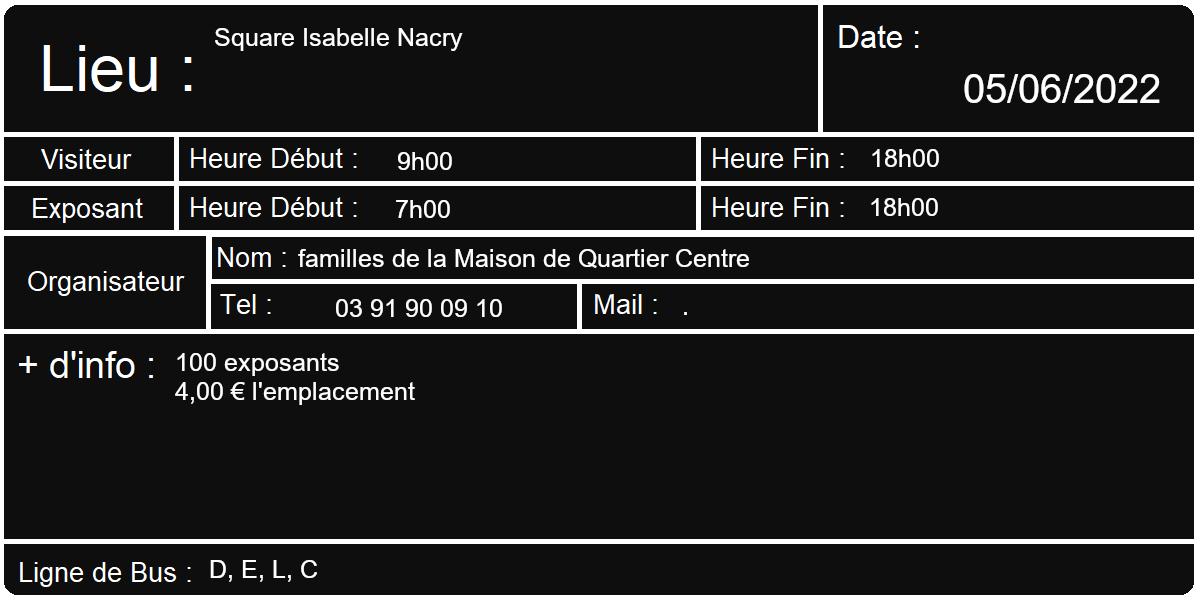 Lieu : Square Isabelle Nacry
Date :
05/06/2022
Visiteur Heure Début : 9h00 Heure Fin : 18h00
Exposant Heure Début : 7h00 Heure Fin : 18h00
Organisateur
Nom : familles de la Maison de Quartier Centre
Tel : 03 91 90 09 10 Mail : .
+ d'info : 100 exposants
4,00 € l'emplacement
Ligne de Bus : D, E, L, C